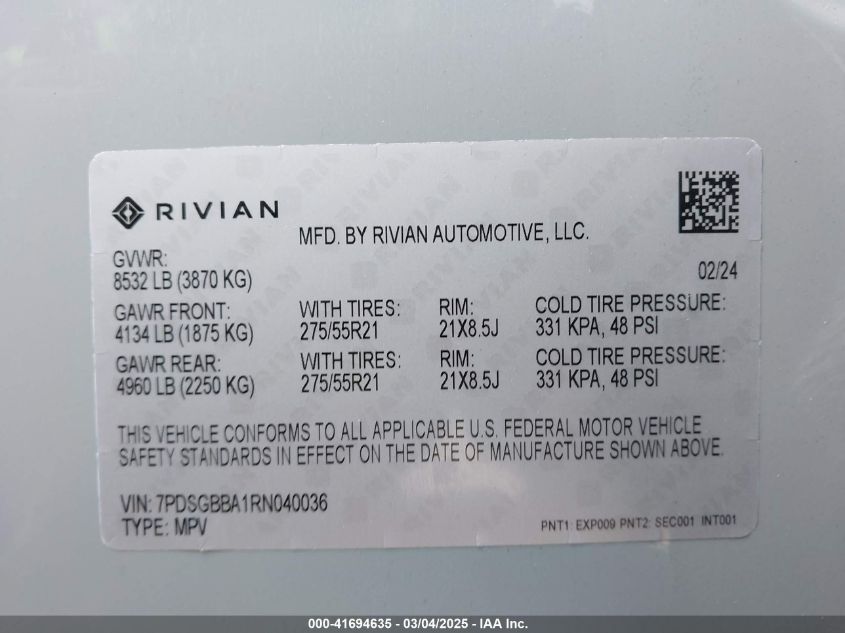 RIVIAN
MFD. BY RIVIAN AUTOMOTIVE, LLC.
02/24
GVWR:
8532 LB (3870 KG)
GAWR FRONT: WITH TIRES: RIM: COLD TIRE PRESSURE:
4134 LB (1875 KG) 275/55R21 21X8.5J 331 KPA, 48 PSI
GAWR REAR: WITH TIRES: RIM: COLD TIRE PRESSURE:
4960 LB (2250 KG) 275/55R21 21X8.5J 331 KPA, 48 PSI
THIS VEHICLE CONFORMS TO ALL APPLICABLE U.S. FEDERAL MOTOR VEHICLE
SAFETY STANDARDS IN EFFECT ON THE DATE OF MANUFACTURE SHOWN ABOVE.
VIN: 7PDSGBBA1RN040036
TYPE: MPV
PNT1: EXP009 PNT2: SEC001 INT001
000-41694635 - 03/04/2025 - IAA Inc.